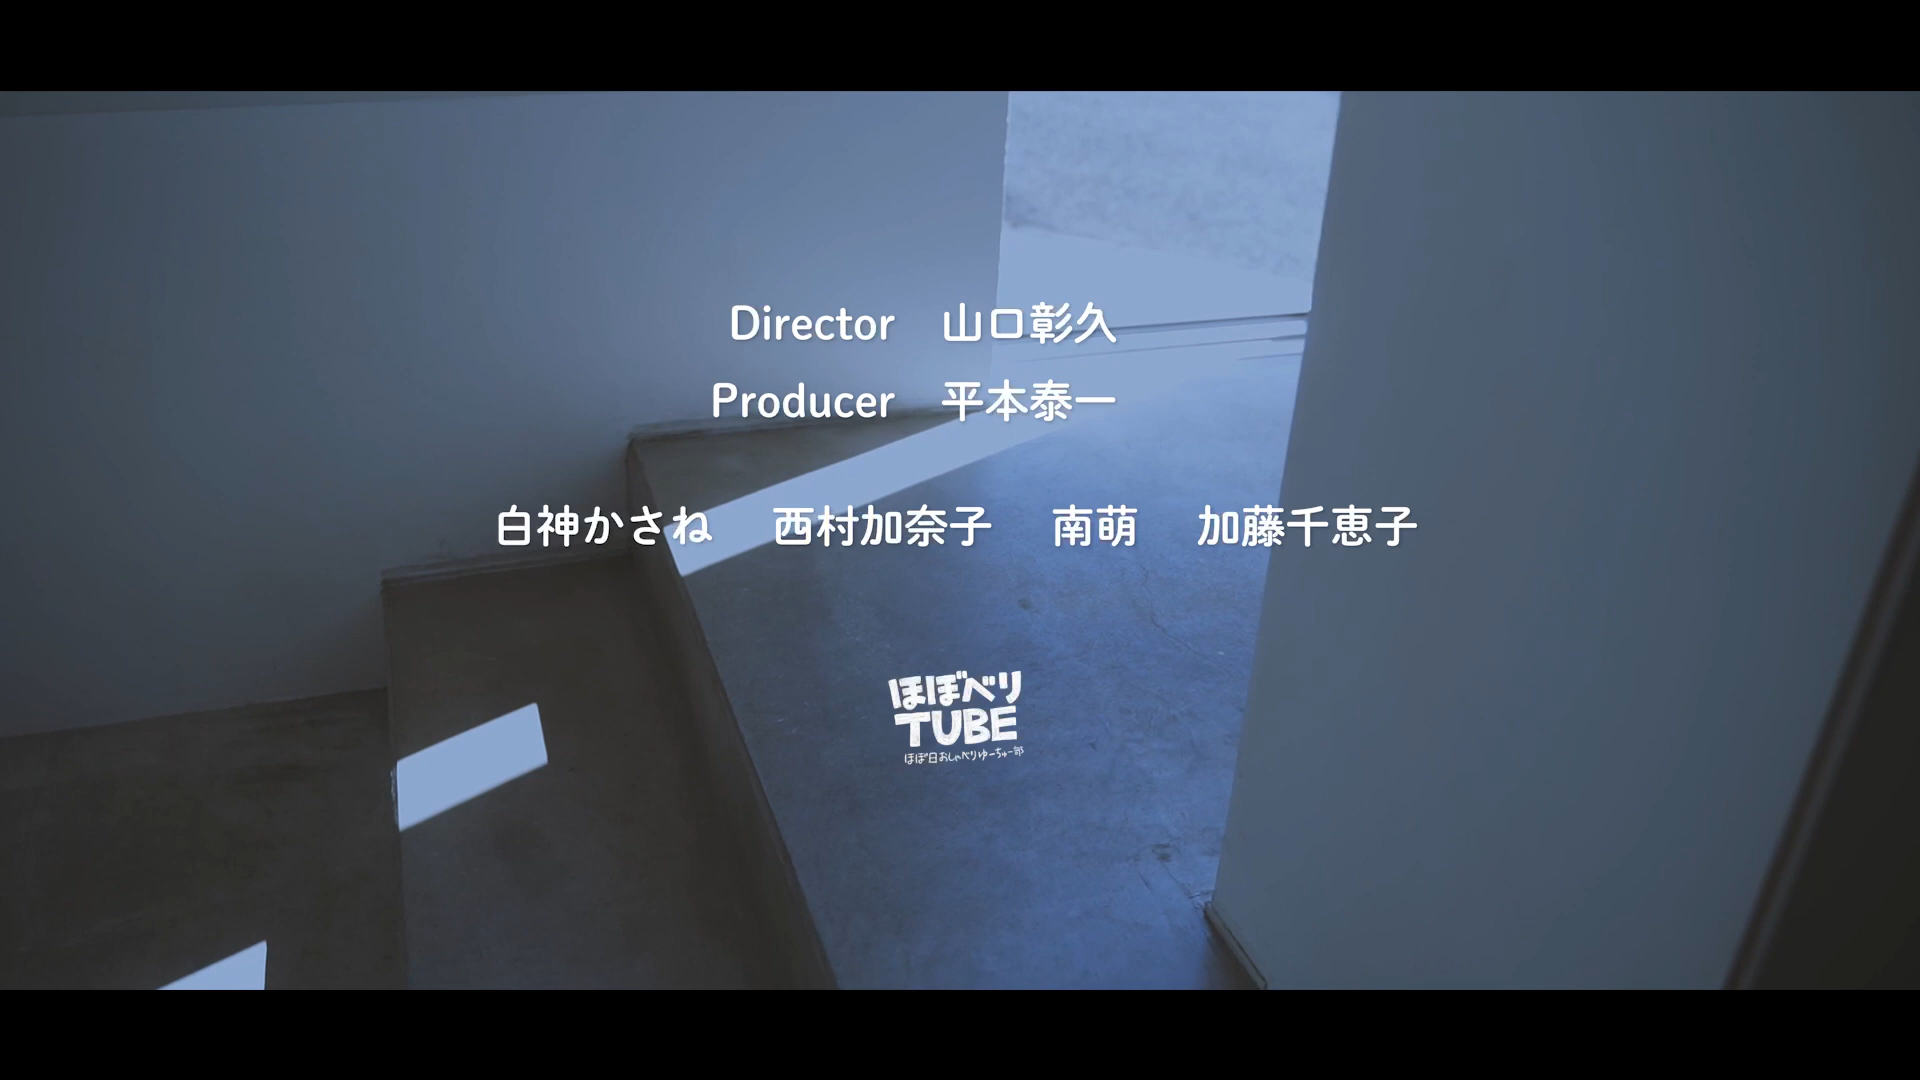 Director 山口彰久
Producer 平本泰一
白神かさね 西村加奈子 南萌 加藤千恵子
ほぼべり
TUBE
ほぼ日おしゃべりゆーちゅー部